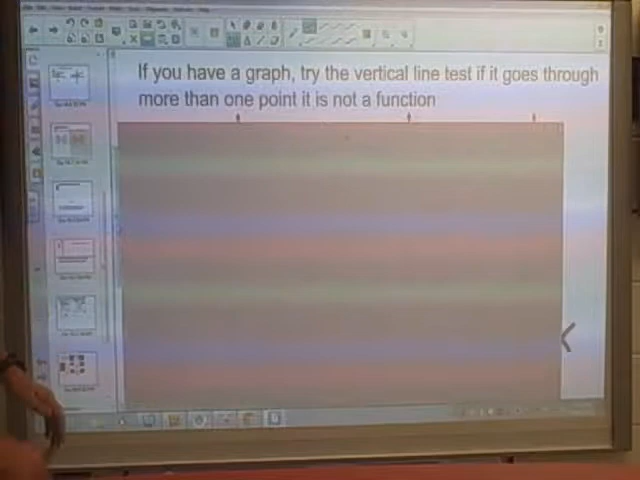 If you have a graph, try the vertical line test if it goes through
more than one point it is not a function